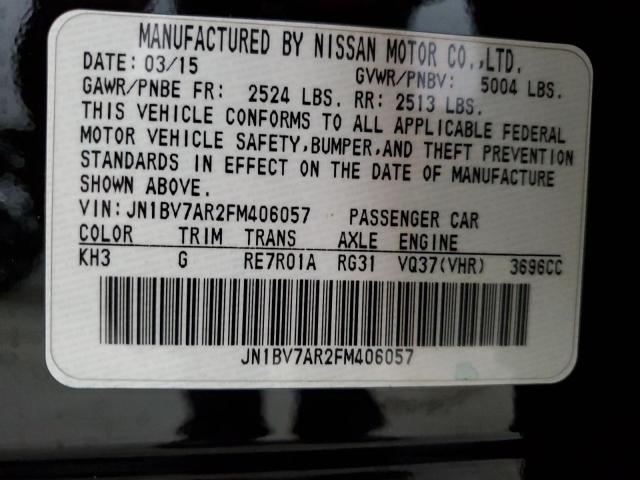 MANUFACTURED BY NISSAN MOTOR CO.,LTD.
DATE: 03/15 GVWR/PNBV: 5004 LBS.
GAWR/PNBE FR: 2524 LBS. RR: 2513 LBS.
THIS VEHICLE CONFORMS TO ALL APPLICABLE FEDERAL
MOTOR VEHICLE SAFETY,BUMPER,AND THEFT PREVENTION
STANDARDS IN EFFECT ON THE DATE OF MANUFACTURE
SHOWN ABOVE.
VIN:JN1BV7AR2FM406057 PASSENGER CAR
COLOR TRIM TRANS AXLE ENGINE
KH3 G RE7R01A RG31 VQ37(VHR) 3696CC
JN1BV7AR2FM406057